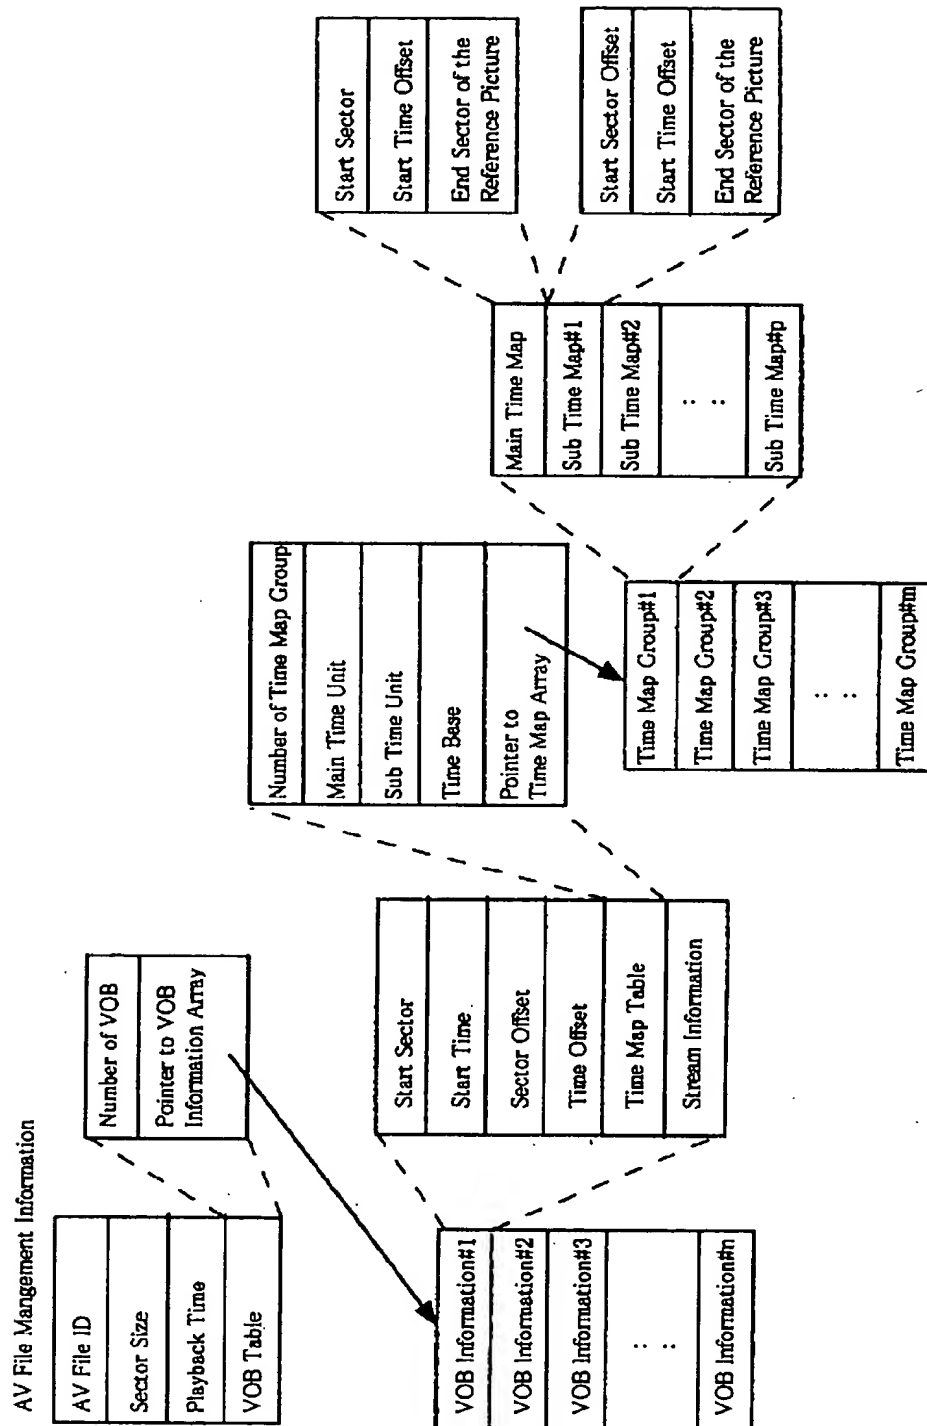 AV File Mangement Information
AV File ID
Sector Size
Playback Time
VOB Table
Number of VOB
Pointer to VOB
Information Array
VOB Information#1
VOB Information#2
VOB Information#3
: :
VOB Information#n
Start Sector
Start Time
Sector Offset
Time Offset
Time Map Table
Stream Information
Number of Time Map Group
Main Time Unit
Sub Time Unit
Time Base
Pointer to
Time Map Array
Time Map Group#1
Time Map Group#2
Time Map Group#3
: :
Time Map Group#m
Main Time Map
Sub Time Map#1
Sub Time Map#2
: :
Sub Time Map#p
Start Sector
Start Time Offset
End Sector of the
Reference Picture
Start Sector Offset
Start Time Offset
End Sector of the
Reference Picture